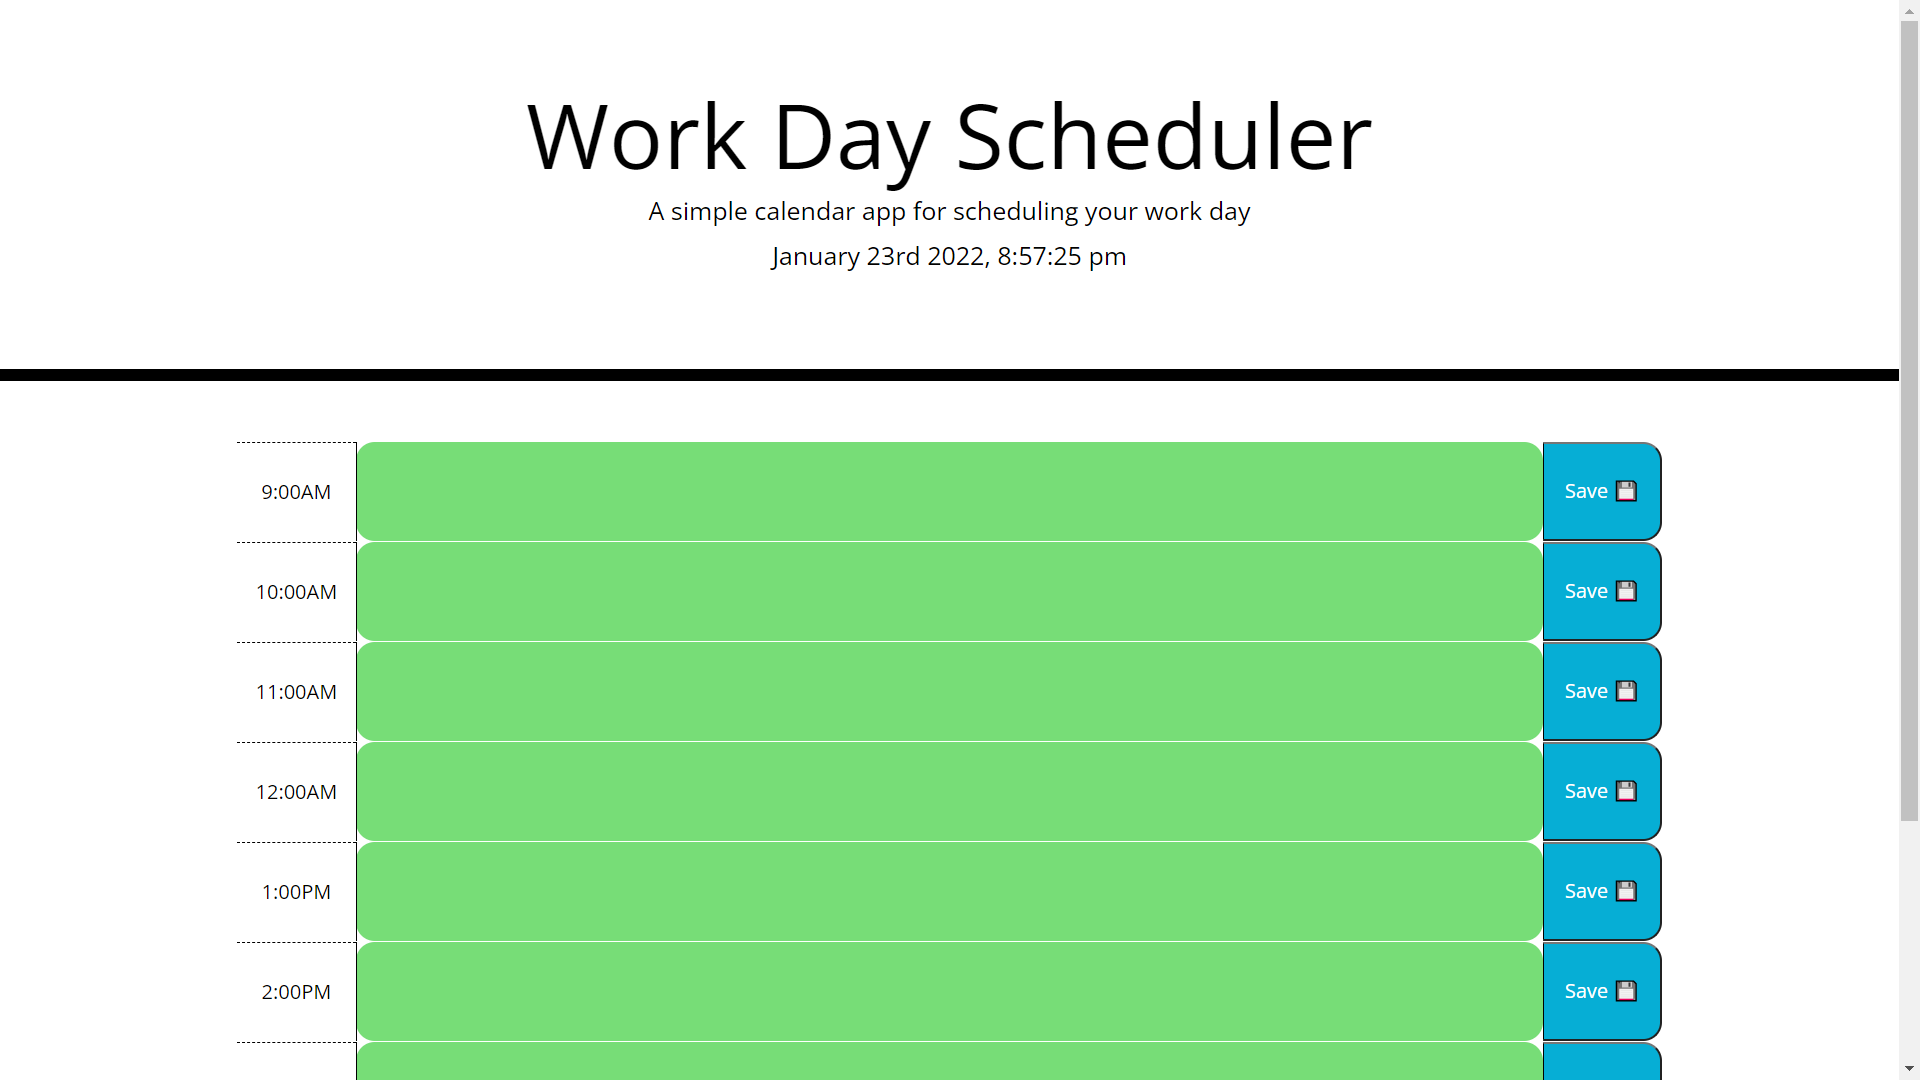 Work Day Scheduler
A simple calendar app for scheduling your work day
January 23rd 2022, 8:57:25 pm
9:00AM Save 💾
10:00AM Save 💾
11:00AM Save 💾
12:00AM Save 💾
1:00PM Save 💾
2:00PM Save 💾